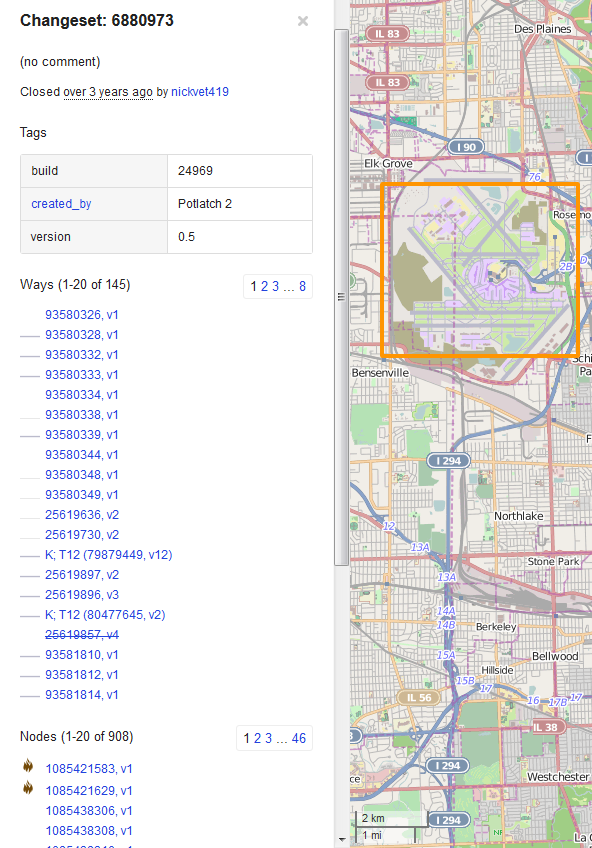 Changeset: 6880973
×
(no comment)
Closed over 3 years ago by nickvet419
Tags
build 24969
created_by Potlatch 2
version 0.5
Ways (1-20 of 145)
1 2 3 ... 8
93580326, v1
93580328, v1
93580332, v1
93580333, v1
93580334, v1
93580338, v1
93580339, v1
93580344, v1
93580348, v1
93580349, v1
25619636, v2
25619730, v2
K; T12 (79879449, v12)
25619897, v2
25619896, v3
K; T12 (80477645, v2)
25619857, v4
93581810, v1
93581812, v1
93581814, v1
Nodes (1-20 of 908)
1 2 3 ... 46
1085421583, v1
1085421629, v1
1085438306, v1
1085438308, v1
Des Plaines
IL 83
IL 83
I 90
Elk Grove
76
Rosemo
2B
D
Schi
Pa
Bensenville
I 294
Northlake
12
13A
Stone Park
13A
14A
14B
Berkeley
15A
Bellwood
Hillside
15B
17
16
17B
17
IL 56
IL 38
I 294
ce
Westchester
2 km
1 mi
I 294
NF
La G